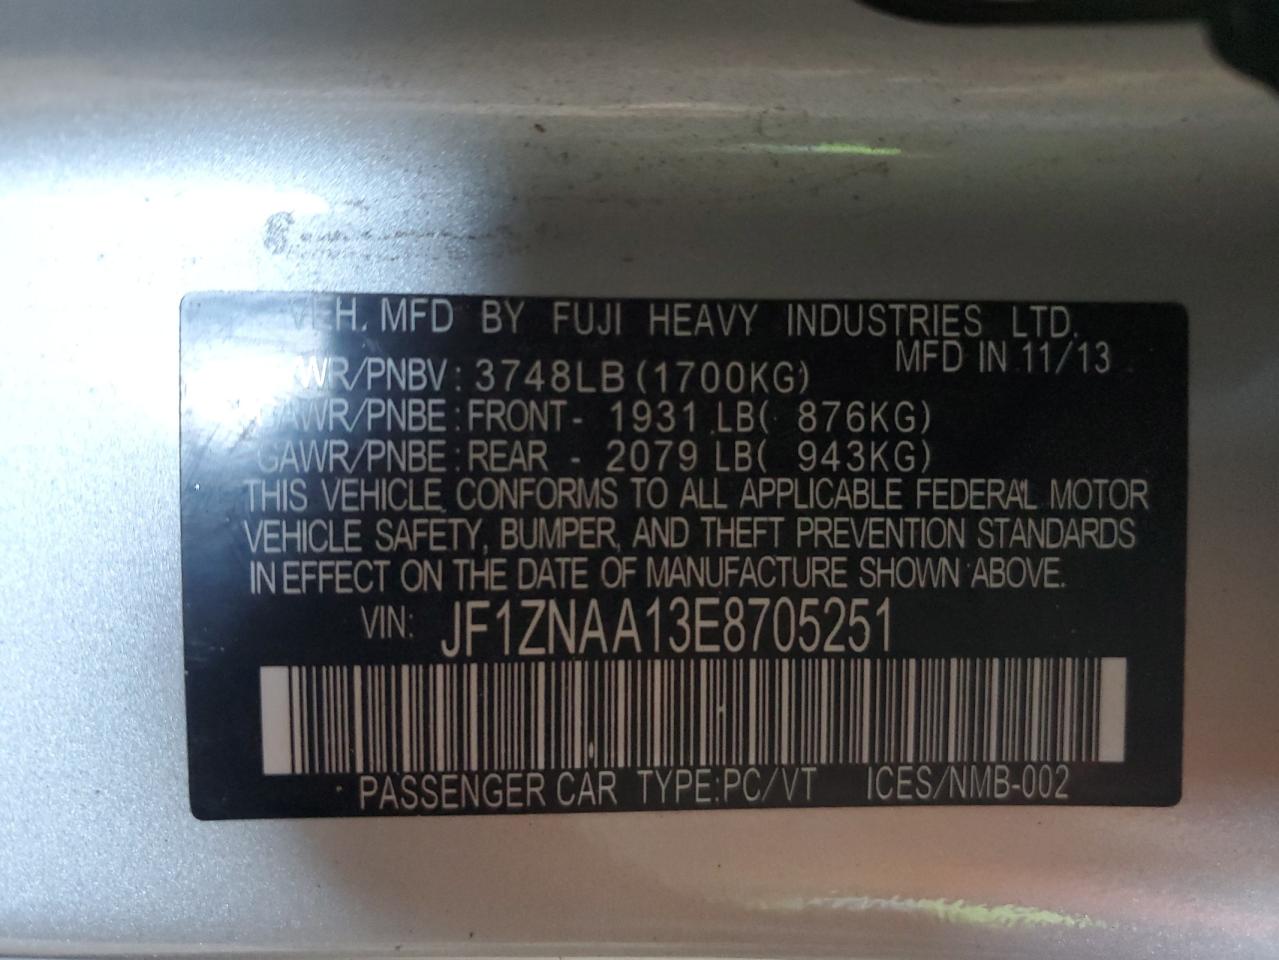 VEH. MFD BY FUJI HEAVY INDUSTRIES LTD.
MFD IN 11/13
GVWR/PNBV: 3748LB (1700KG)
GAWR/PNBE: FRONT- 1931 LB( 876KG)
GAWR/PNBE: REAR - 2079 LB( 943KG)
THIS VEHICLE CONFORMS TO ALL APPLICABLE FEDERAL MOTOR
VEHICLE SAFETY, BUMPER, AND THEFT PREVENTION STANDARDS
IN EFFECT ON THE DATE OF MANUFACTURE SHOWN ABOVE.
VIN: JF1ZNAA13E8705251
PASSENGER CAR TYPE: PC/VT ICES/NMB-002